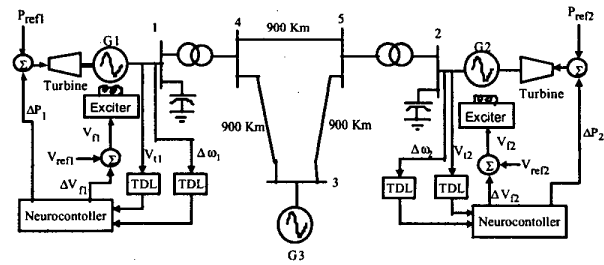 Pref1
G1
1
4
900 Km
5
2
G2
Pref2
Σ
Turbine
Exciter
ΔP1
Vf1
Vref1
Σ
ΔVf1
Vt1
Δω1
TDL
TDL
Neurocontoller
900 Km
900 Km
3
G3
Σ
Turbine
Exciter
ΔP2
Vf2
Vref2
Σ
ΔVf2
Vt2
Δω2
TDL
TDL
Neurocontoller